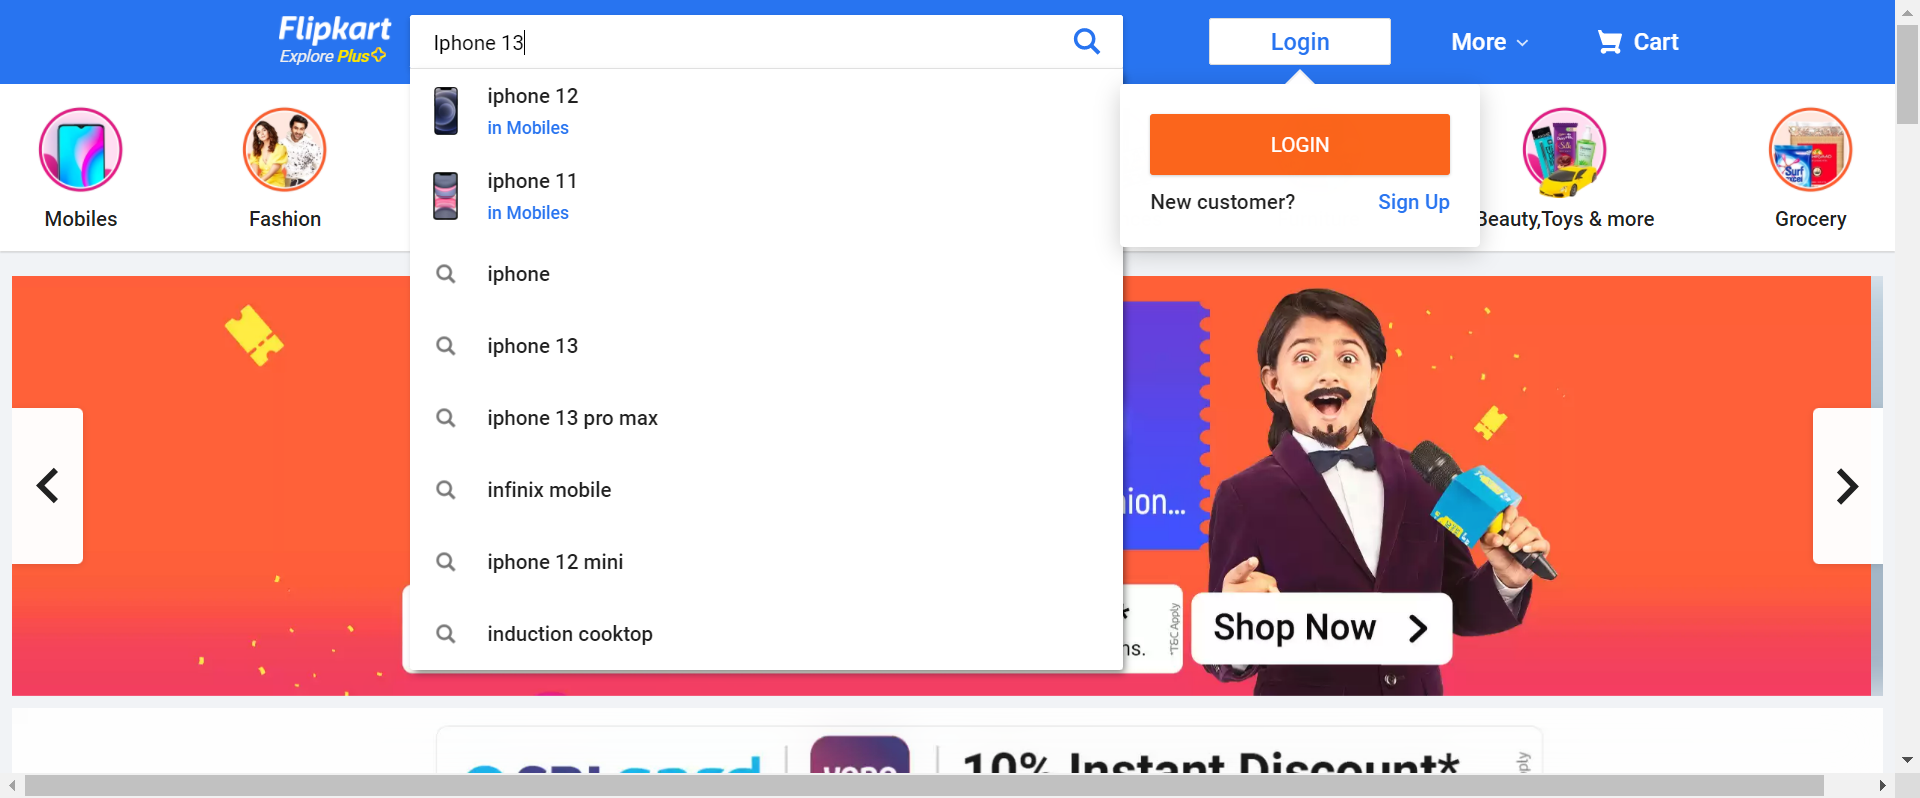 Flipkart
Explore Plus
Iphone 13
Login
More
Cart
iphone 12
in Mobiles
iphone 11
in Mobiles
iphone
iphone 13
iphone 13 pro max
infinix mobile
iphone 12 mini
induction cooktop
LOGIN
New customer?
Sign Up
Mobiles
Fashion
Beauty,Toys & more
Grocery
Surf
excel
ion...
*
ns.
*T&C Apply
Shop Now
10% Instant Discount*